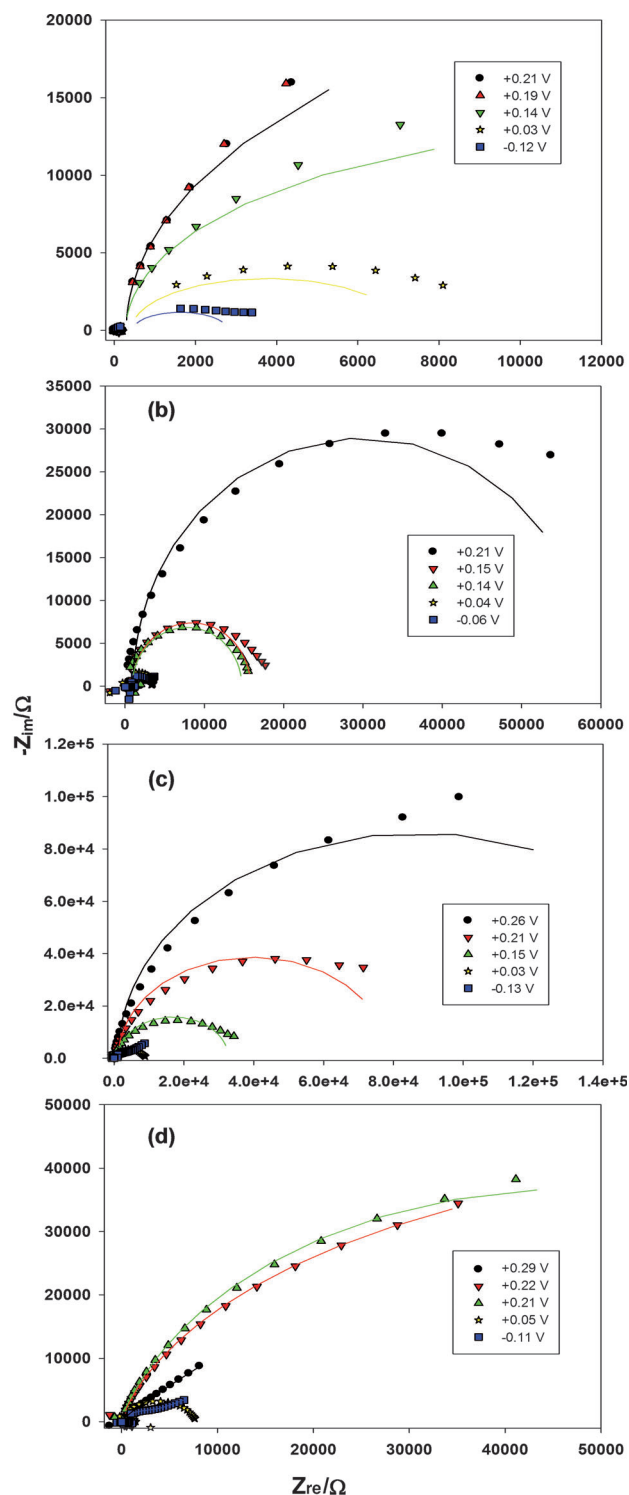 20000
15000
10000
5000
0
+0.21 V
+0.19 V
+0.14 V
+0.03 V
-0.12 V
0 2000 4000 6000 8000 10000 12000
(b)
35000
30000
25000
20000
15000
10000
5000
0
+0.21 V
+0.15 V
+0.14 V
+0.04 V
-0.06 V
0 10000 20000 30000 40000 50000 60000
-Zim/Ω
(c)
1.2e+5
1.0e+5
8.0e+4
6.0e+4
4.0e+4
2.0e+4
0.0
+0.26 V
+0.21 V
+0.15 V
+0.03 V
-0.13 V
0.0 2.0e+4 4.0e+4 6.0e+4 8.0e+4 1.0e+5 1.2e+5 1.4e+5
(d)
50000
40000
30000
20000
10000
0
+0.29 V
+0.22 V
+0.21 V
+0.05 V
-0.11 V
0 10000 20000 30000 40000 50000
Zre/Ω